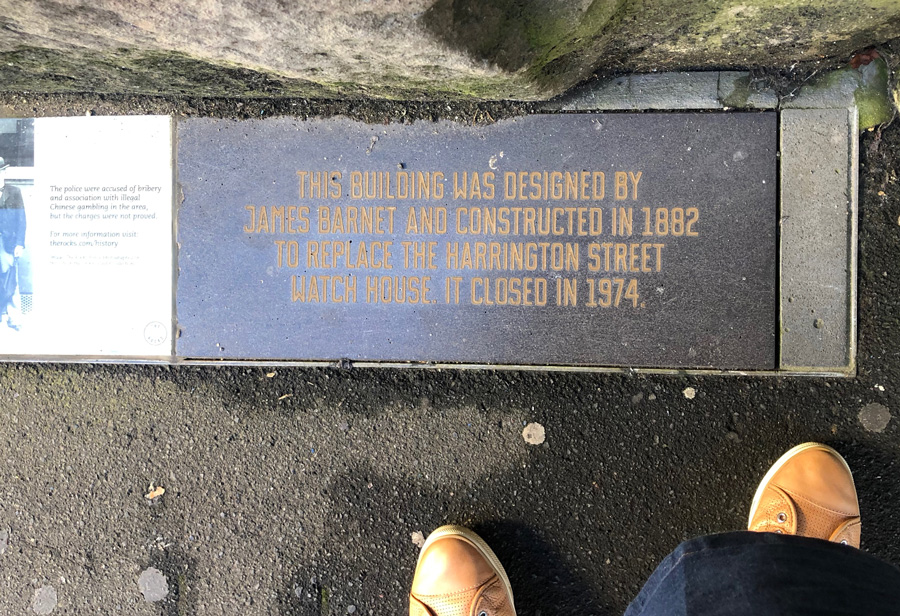 The police were accused of bribery
and association with illegal
Chinese gambling in the area,
but the charges were not proved.
For more information visit
therocks.com/history
THIS BUILDING WAS DESIGNED BY
JAMES BARNET AND CONSTRUCTED IN 1882
TO REPLACE THE HARRINGTON STREET
WATCH HOUSE. IT CLOSED IN 1974.